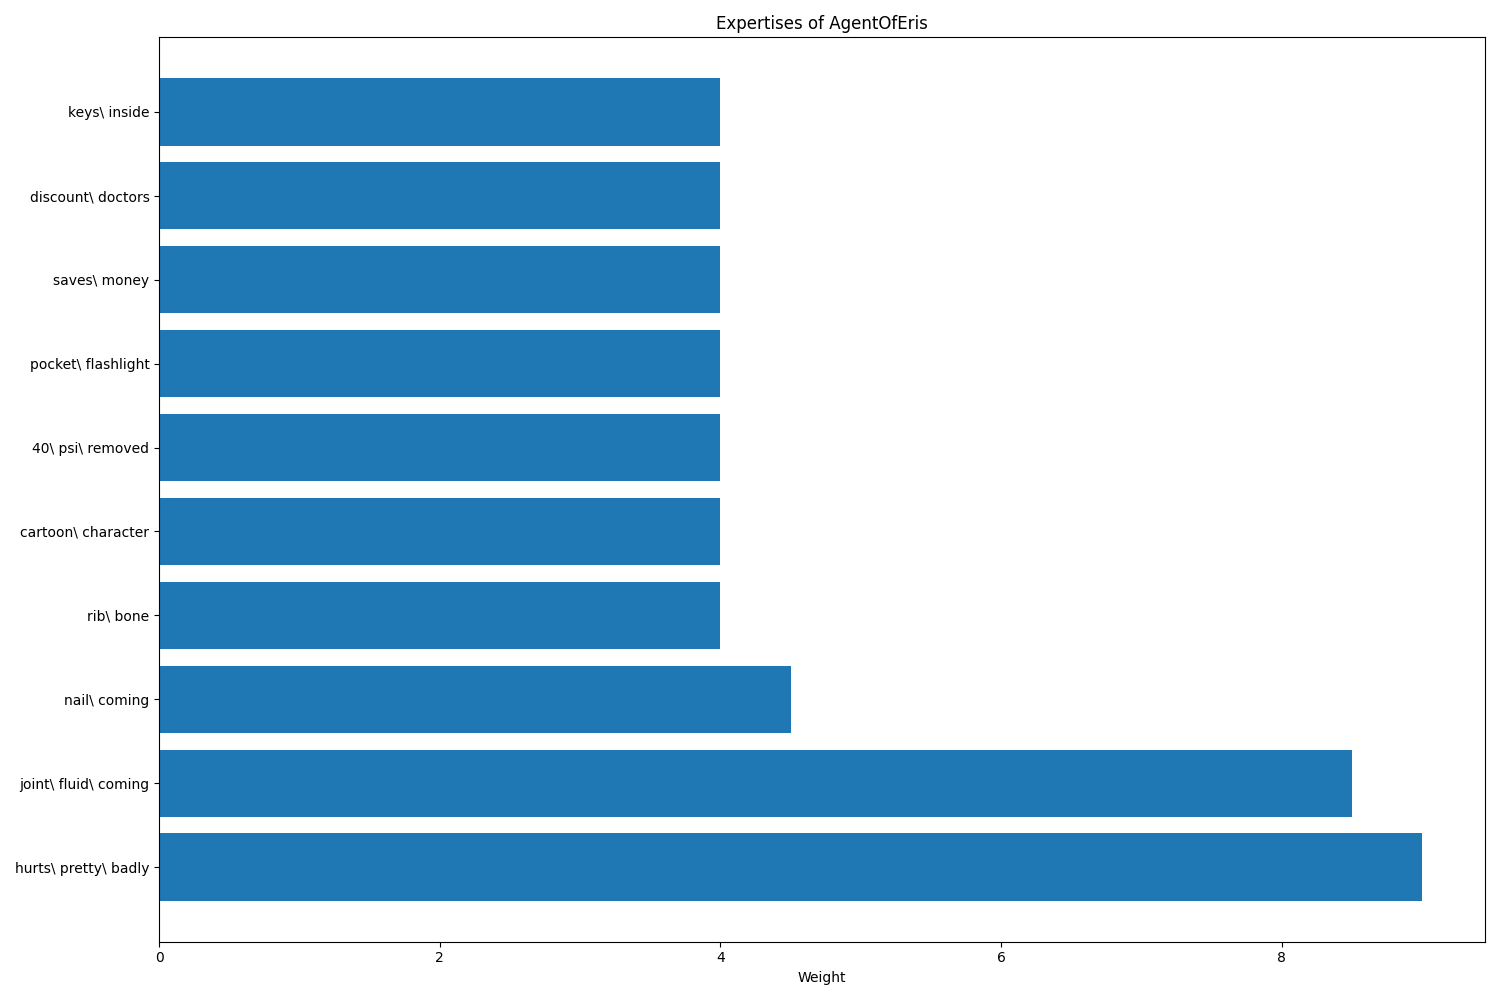 Expertises of AgentOfEris
keys\ inside
discount\ doctors
saves\ money
pocket\ flashlight
40\ psi\ removed
cartoon\ character
rib\ bone
nail\ coming
joint\ fluid\ coming
hurts\ pretty\ badly
0 2 4 6 8
Weight